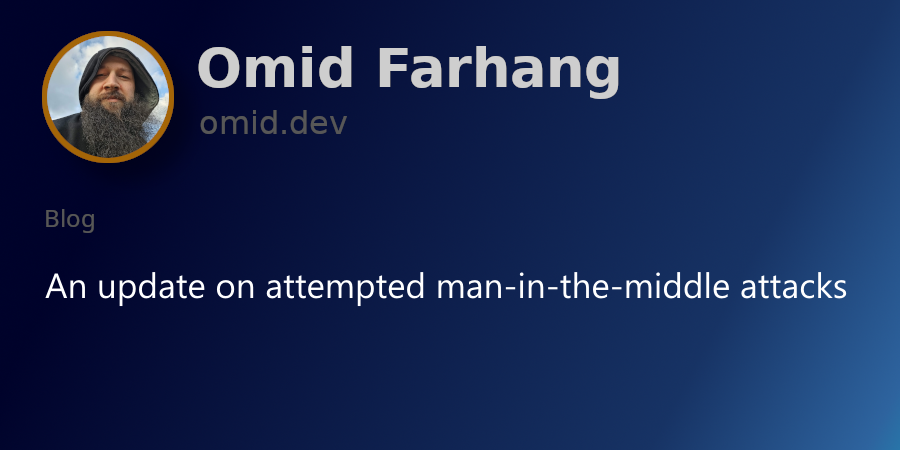 Omid Farhang
omid.dev
Blog
An update on attempted man-in-the-middle attacks